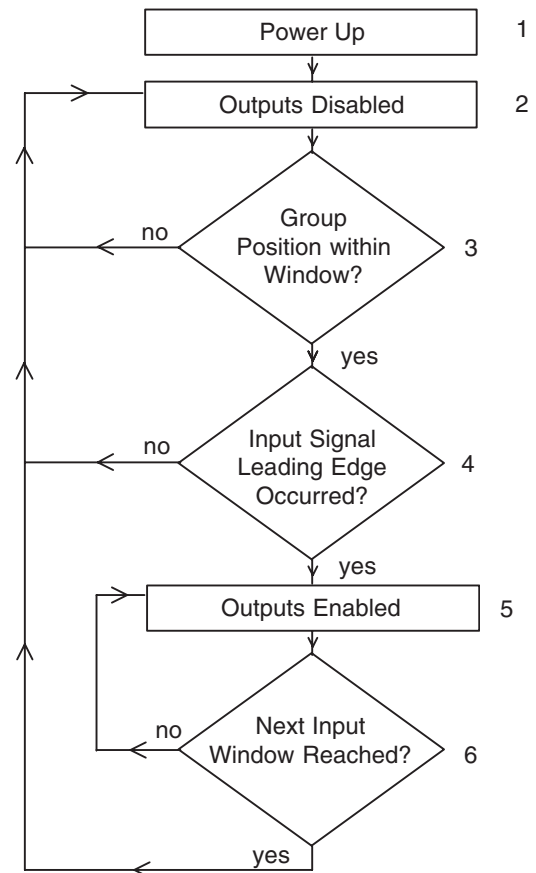 Power Up
1
Outputs Disabled
2
Group
Position within
Window?
3
no
yes
Input Signal
Leading Edge
Occurred?
4
no
yes
Outputs Enabled
5
Next Input
Window Reached?
6
no
yes